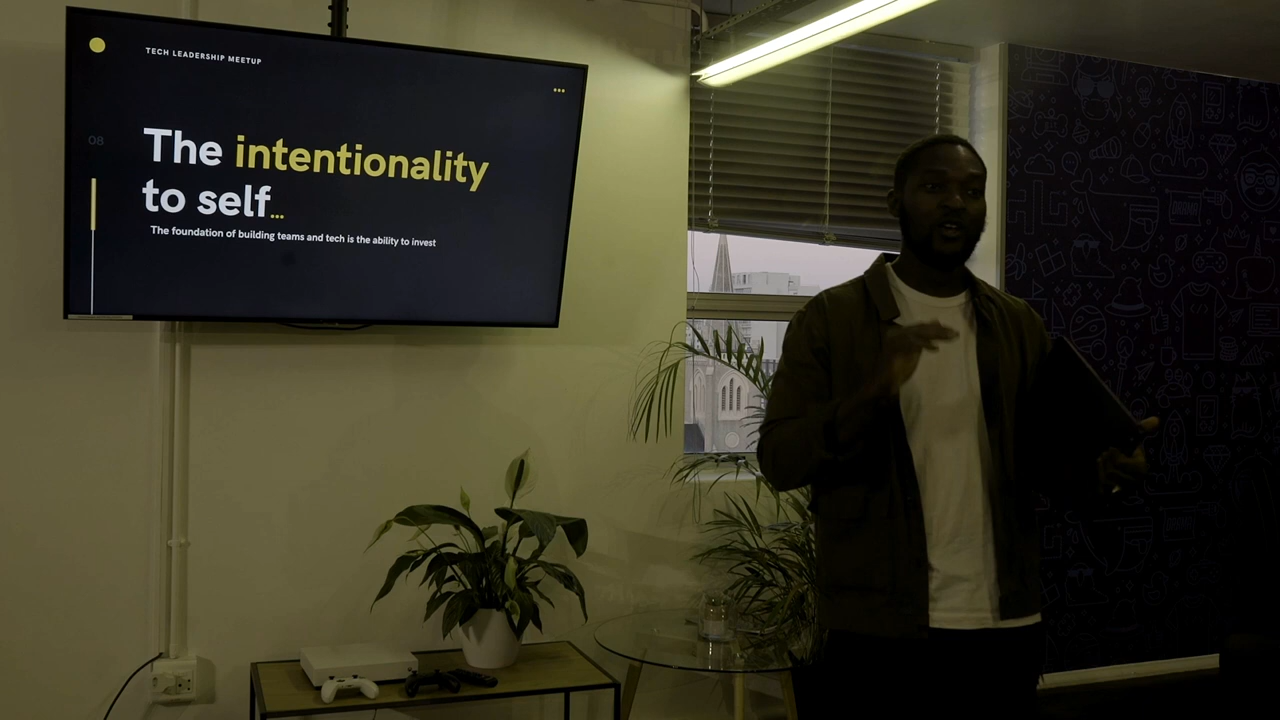 TECH LEADERSHIP MEETUP
08
The intentionality
to self...
The foundation of building teams and tech is the ability to invest